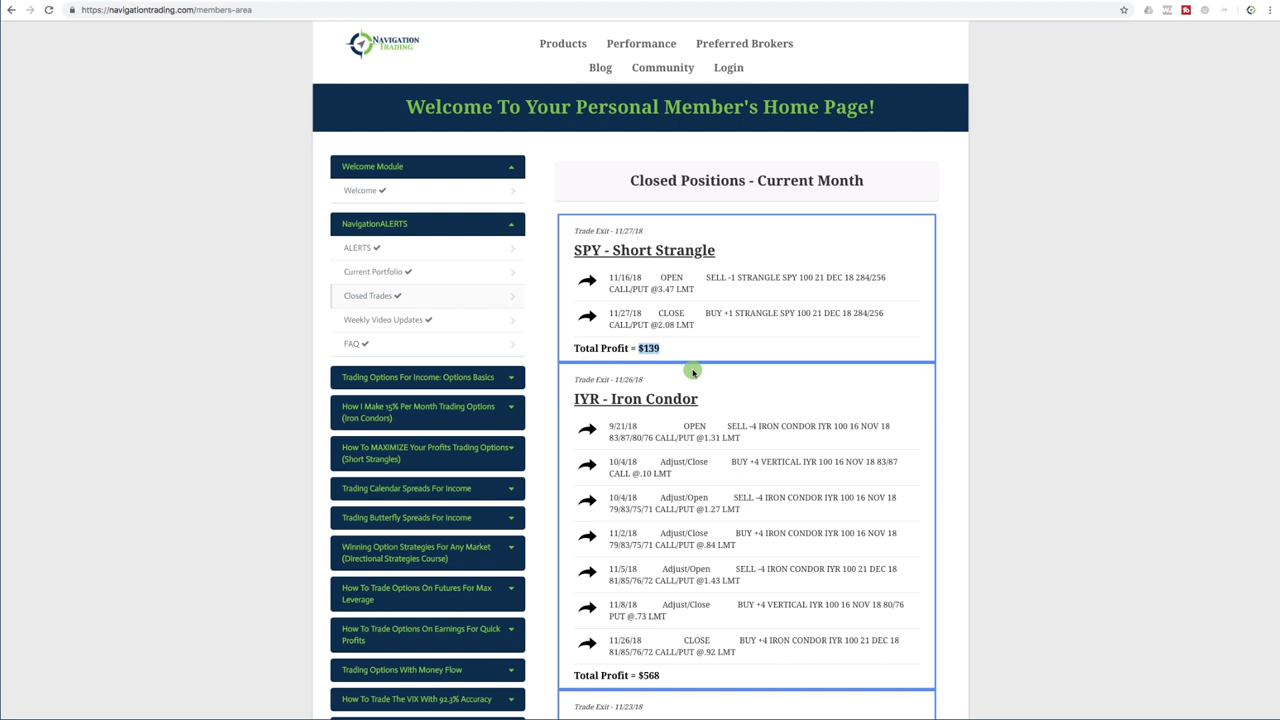 https://navigationtrading.com/members-area
NAVIGATION
TRADING
Products Performance Preferred Brokers
Blog Community Login
Welcome To Your Personal Member's Home Page!
Welcome Module
Welcome
NavigationALERTS
ALERTS
Current Portfolio
Closed Trades
Weekly Video Updates
FAQ
Trading Options For Income: Options Basics
How I Make 15% Per Month Trading Options
(Iron Condors)
How To MAXIMIZE Your Profits Trading Options
(Short Strangles)
Trading Calendar Spreads For Income
Trading Butterfly Spreads For Income
Winning Option Strategies For Any Market
(Directional Strategies Course)
How To Trade Options On Futures For Max
Leverage
How To Trade Options On Earnings For Quick
Profits
Trading Options With Money Flow
How To Trade The VIX With 92.3% Accuracy
Closed Positions - Current Month
Trade Exit - 11/27/18
SPY - Short Strangle
11/16/18 OPEN SELL -1 STRANGLE SPY 100 21 DEC 18 284/256
CALL/PUT @3.47 LMT
11/27/18 CLOSE BUY +1 STRANGLE SPY 100 21 DEC 18 284/256
CALL/PUT @2.08 LMT
Total Profit = $139
Trade Exit - 11/26/18
IYR - Iron Condor
9/21/18 OPEN SELL -4 IRON CONDOR IYR 100 16 NOV 18
83/87/80/76 CALL/PUT @1.31 LMT
10/4/18 Adjust/Close BUY +4 VERTICAL IYR 100 16 NOV 18 83/87
CALL @.10 LMT
10/4/18 Adjust/Open SELL -4 IRON CONDOR IYR 100 16 NOV 18
79/83/75/71 CALL/PUT @1.27 LMT
11/2/18 Adjust/Close BUY +4 IRON CONDOR IYR 100 16 NOV 18
79/83/75/71 CALL/PUT @.84 LMT
11/5/18 Adjust/Open SELL -4 IRON CONDOR IYR 100 21 DEC 18
81/85/76/72 CALL/PUT @1.43 LMT
11/8/18 Adjust/Close BUY +4 VERTICAL IYR 100 16 NOV 18 80/76
PUT @.73 LMT
11/26/18 CLOSE BUY +4 IRON CONDOR IYR 100 21 DEC 18
81/85/76/72 CALL/PUT @.92 LMT
Total Profit = $568
Trade Exit - 11/23/18